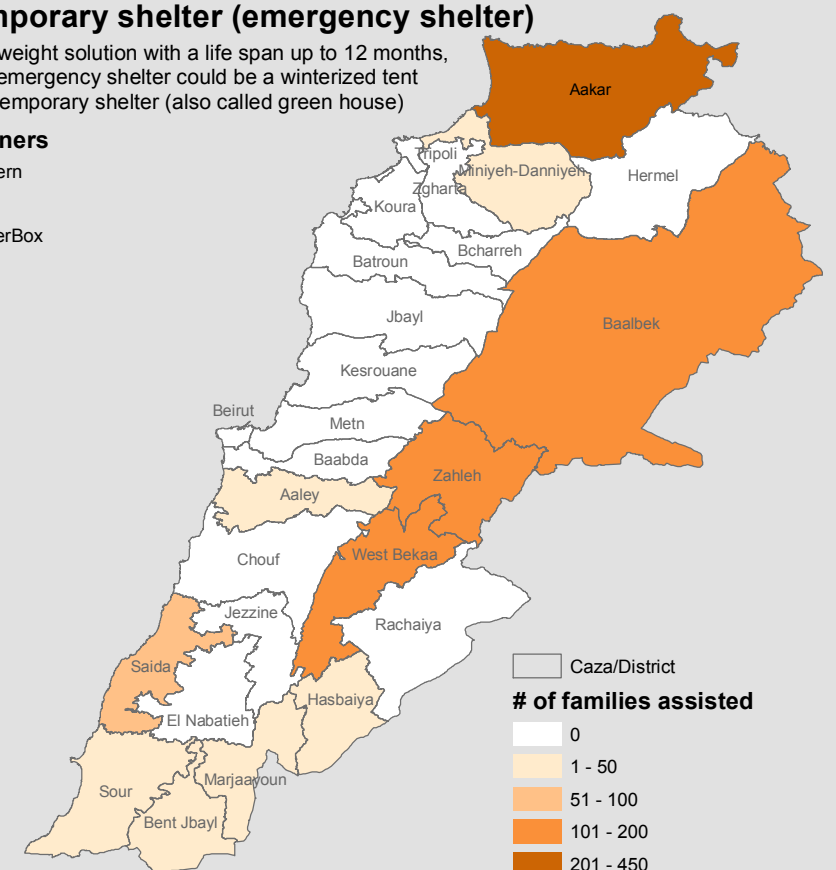 mporary shelter (emergency shelter)
weight solution with a life span up to 12 months,
emergency shelter could be a winterized tent
emporary shelter (also called green house)
ners
ern
erBox
Aakar
Tripoli
Miniyeh-Danniyeh
Hermel
Zgharta
Koura
Bcharreh
Batroun
Jbayl
Baalbek
Kesrouane
Beirut
Metn
Baabda
Zahleh
Aaley
West Bekaa
Chouf
Jezzine
Rachaiya
Saida
Hasbaiya
El Nabatieh
Marjaayoun
Sour
Bent Jbayl
Caza/District
# of families assisted
0
1 - 50
51 - 100
101 - 200
201 - 450